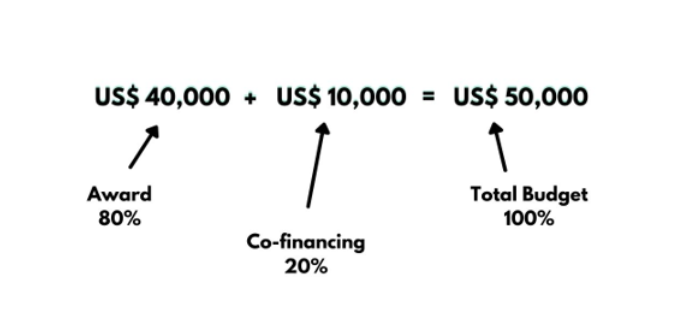 US$ 40,000 + US$ 10,000 = US$ 50,000
Award
80%
Co-financing
20%
Total Budget
100%